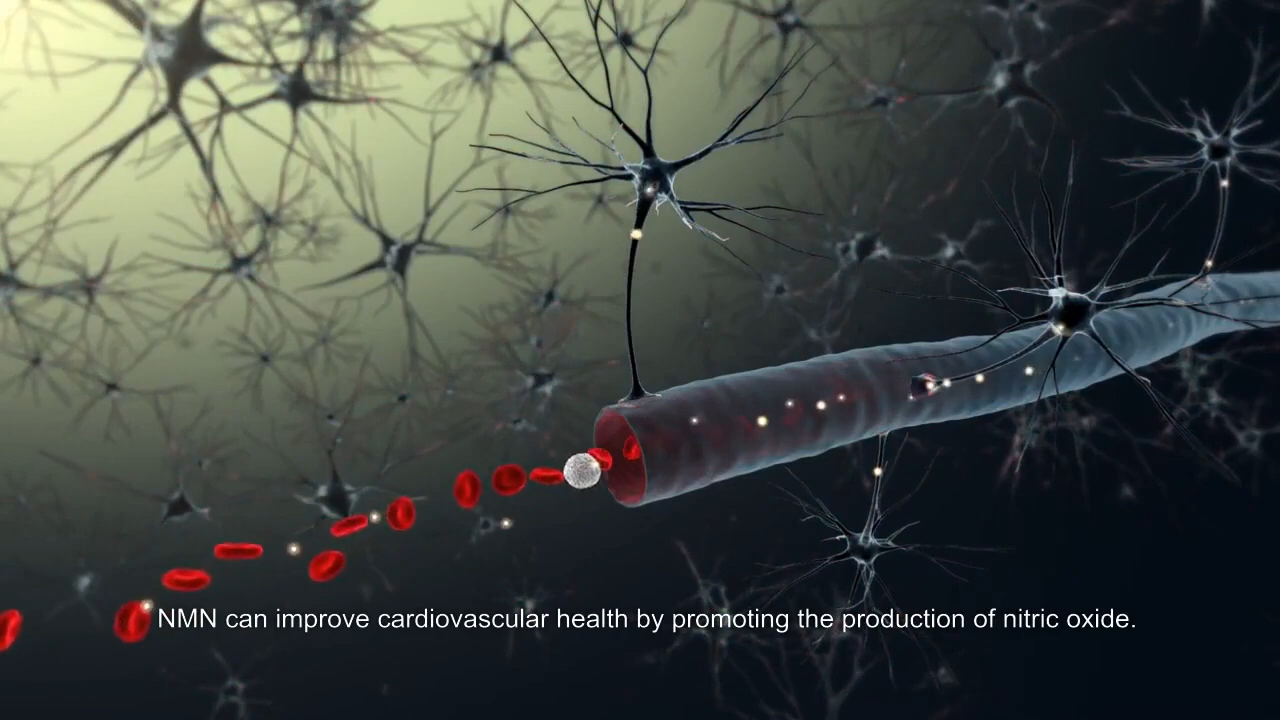 NMN can improve cardiovascular health by promoting the production of nitric oxide.